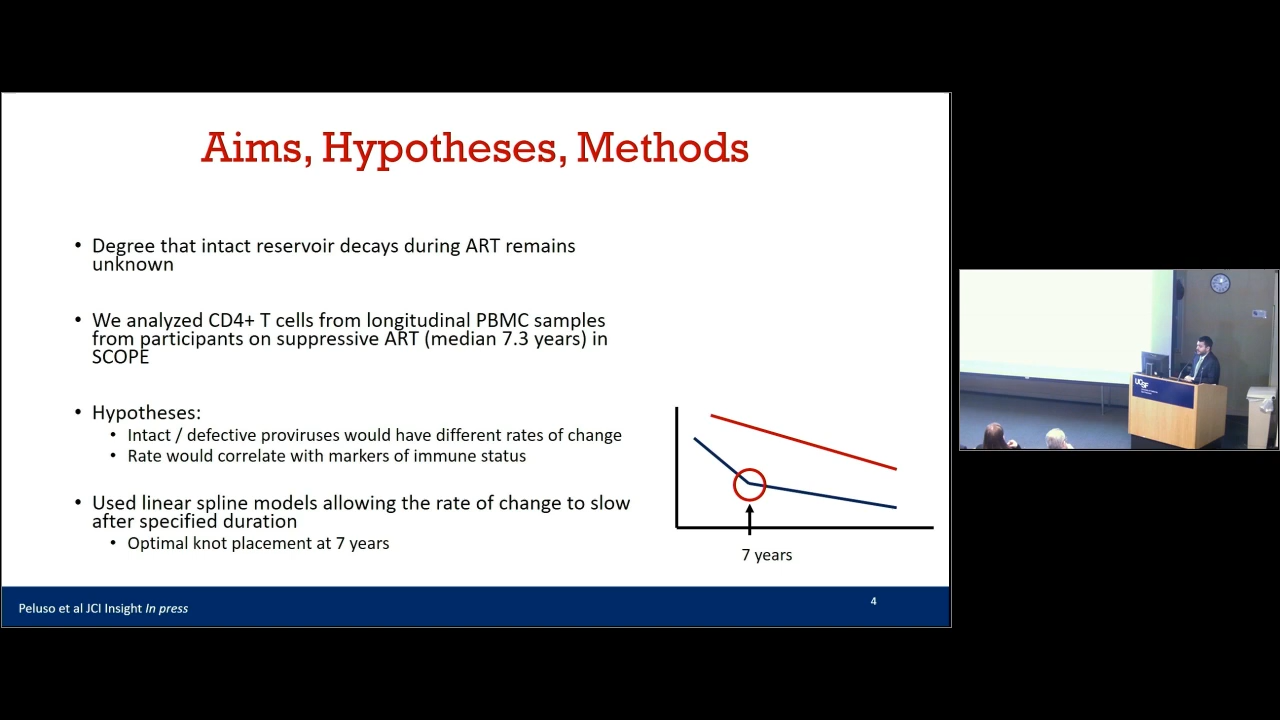 Aims, Hypotheses, Methods
• Degree that intact reservoir decays during ART remains
unknown
• We analyzed CD4+ T cells from longitudinal PBMC samples
from participants on suppressive ART (median 7.3 years) in
SCOPE
• Hypotheses:
• Intact / defective proviruses would have different rates of change
• Rate would correlate with markers of immune status
• Used linear spline models allowing the rate of change to slow
after specified duration
• Optimal knot placement at 7 years
7 years
Peluso et al JCI Insight In press
4
UCSF